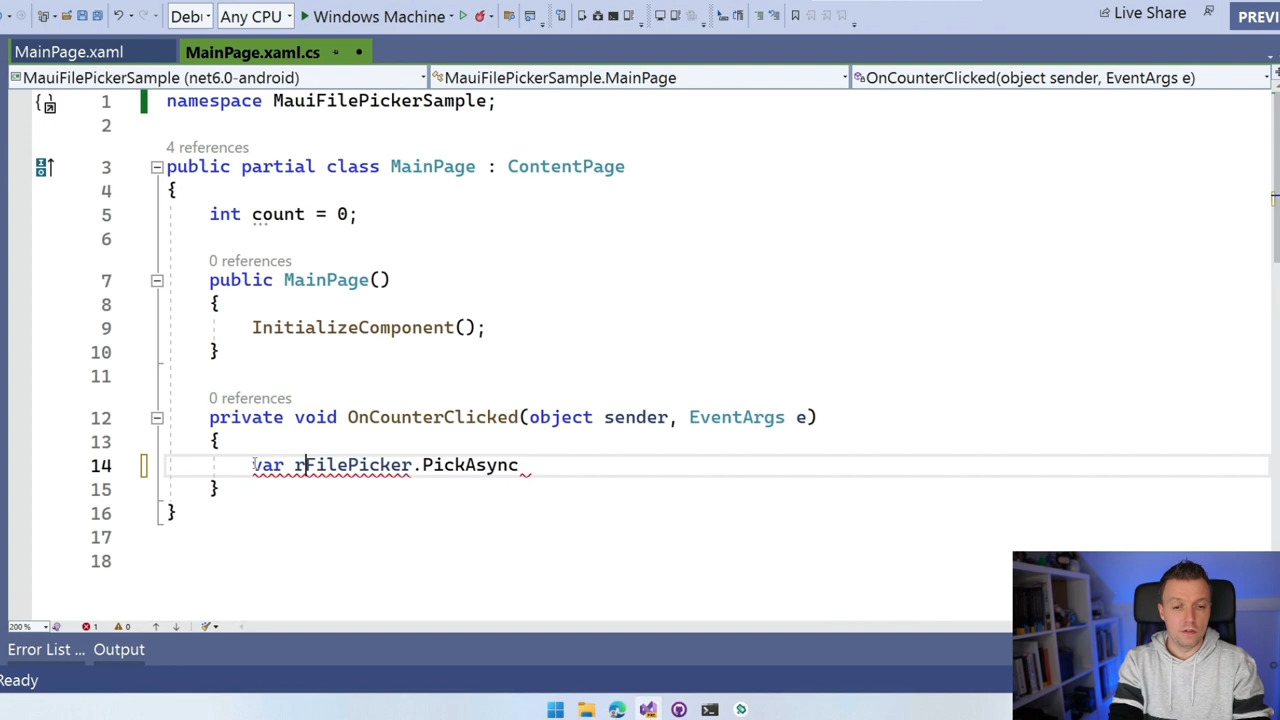 Debu Any CPU Windows Machine Live Share PREVI
MainPage.xaml MainPage.xaml.cs
MauiFilePickerSample (net6.0-android) MauiFilePickerSample.MainPage OnCounterClicked(object sender, EventArgs e)
1 namespace MauiFilePickerSample;
2
4 references
3 public partial class MainPage : ContentPage
4 {
5 int count = 0;
6
0 references
7 public MainPage()
8 {
9 InitializeComponent();
10 }
11
0 references
12 private void OnCounterClicked(object sender, EventArgs e)
13 {
14 var rFilePicker.PickAsync
15 }
16 }
17
18
200 % 1 0
Error List ... Output
Ready